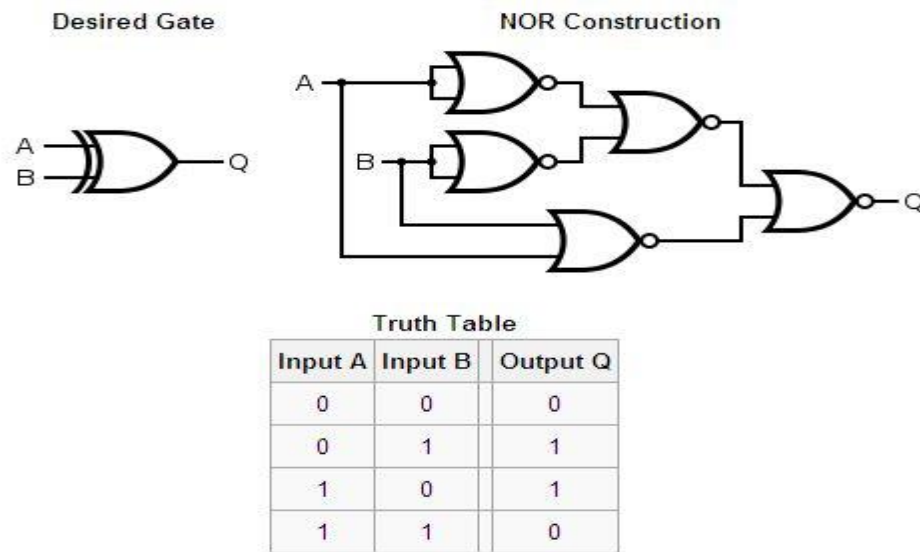 Desired Gate
NOR Construction
A
B
Q
A
B
Q
Truth Table
Input A Input B Output Q
0 0 0
0 1 1
1 0 1
1 1 0